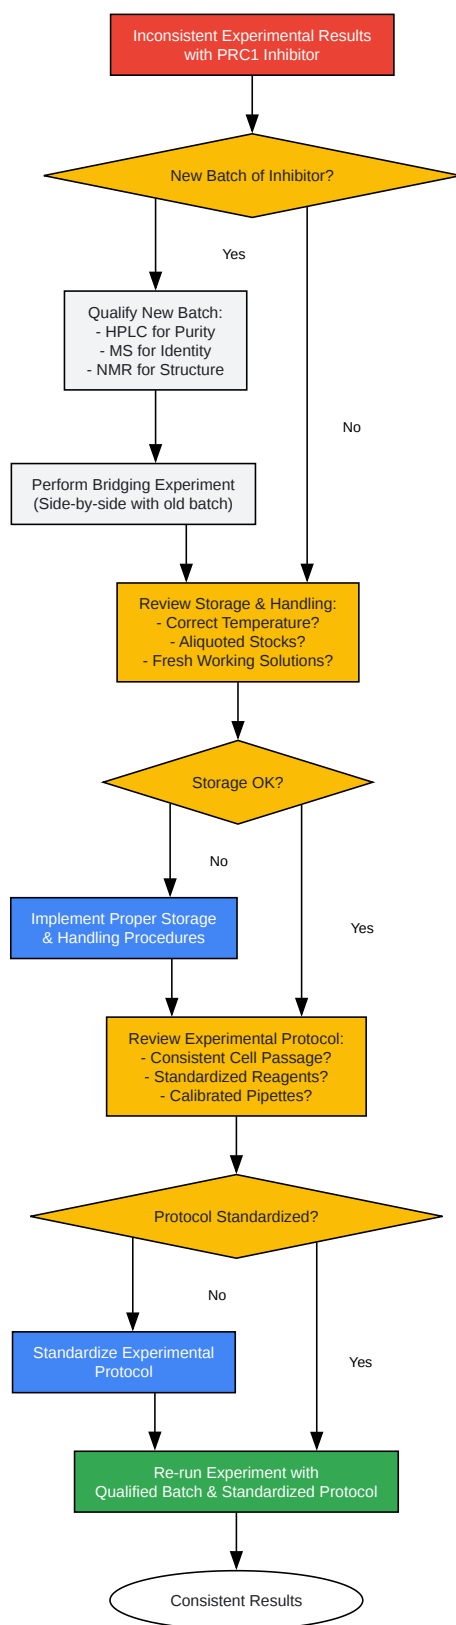 Inconsistent Experimental Results
with PRC1 Inhibitor
New Batch of Inhibitor?
Yes
Qualify New Batch:
- HPLC for Purity
- MS for Identity
- NMR for Structure
No
Perform Bridging Experiment
(Side-by-side with old batch)
Review Storage & Handling:
- Correct Temperature?
- Aliquoted Stocks?
- Fresh Working Solutions?
Storage OK?
No
Implement Proper Storage
& Handling Procedures
Yes
Review Experimental Protocol:
- Consistent Cell Passage?
- Standardized Reagents?
- Calibrated Pipettes?
Protocol Standardized?
No
Standardize Experimental
Protocol
Yes
Re-run Experiment with
Qualified Batch & Standardized Protocol
Consistent Results